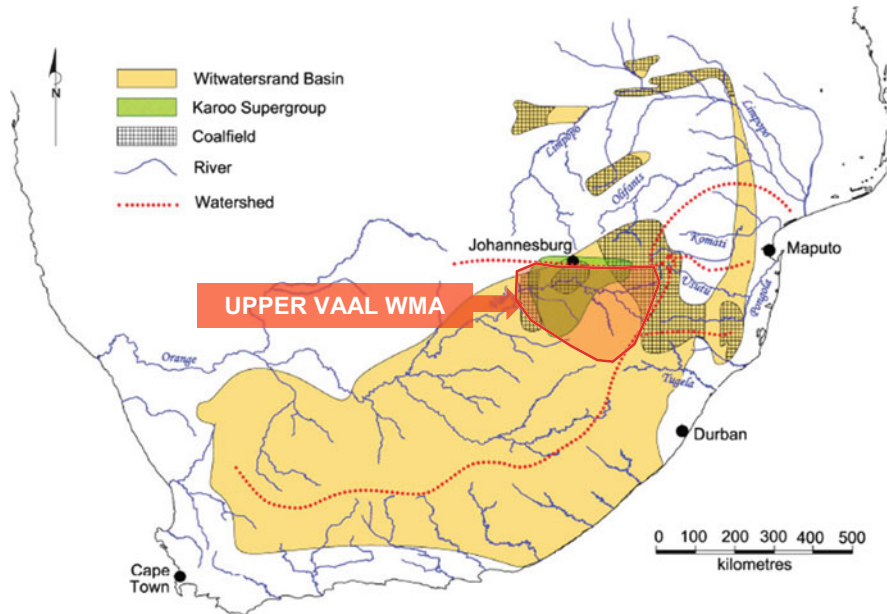 N
Witwatersrand Basin
Karoo Supergroup
Coalfield
River
Watershed
Limpopo
Limpopo
Olifants
Komati
Johannesburg
Maputo
Usutu
Pongola
UPPER VAAL WMA
Orange
Tugela
Durban
Cape
Town
0 100 200 300 400 500
kilometres